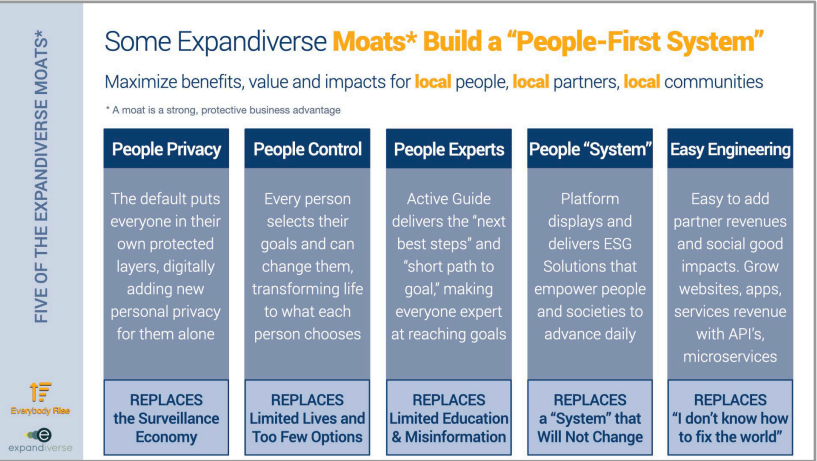 FIVE OF THE EXPANDIVERSE MOATS*
Some Expandiverse Moats* Build a “People-First System”
Maximize benefits, value and impacts for local people, local partners, local communities
* A moat is a strong, protective business advantage
People Privacy
The default puts
everyone in their
own protected
layers, digitally
adding new
personal privacy
for them alone
REPLACES
the Surveillance
Economy
People Control
Every person
selects their
goals and can
change them,
transforming life
to what each
person chooses
REPLACES
Limited Lives and
Too Few Options
People Experts
Active Guide
delivers the “next
best steps” and
“short path to
goal,” making
everyone expert
at reaching goals
REPLACES
Limited Education
& Misinformation
People “System”
Platform
displays and
delivers ESG
Solutions that
empower people
and societies to
advance daily
REPLACES
a “System” that
Will Not Change
Easy Engineering
Easy to add
partner revenues
and social good
impacts. Grow
websites, apps,
services revenue
with API’s,
microservices
REPLACES
“I don’t know how
to fix the world”
Everybody Rise
e
expandiverse